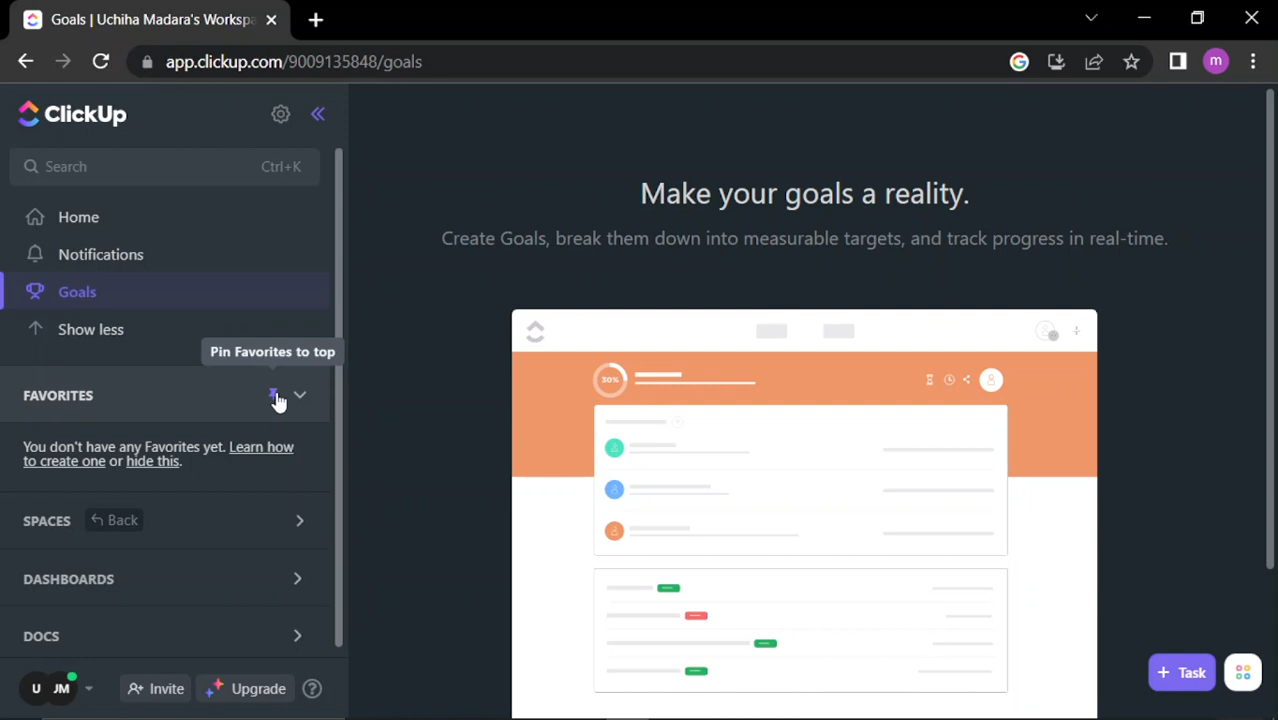 Goals | Uchiha Madara's Workspa
app.clickup.com/9009135848/goals
m
ClickUp
Search Ctrl+K
Home
Notifications
Goals
Show less
Pin Favorites to top
FAVORITES
You don't have any Favorites yet. Learn how
to create one or hide this.
SPACES Back
DASHBOARDS
DOCS
U JM Invite Upgrade ?
Make your goals a reality.
Create Goals, break them down into measurable targets, and track progress in real-time.
30%
+ Task